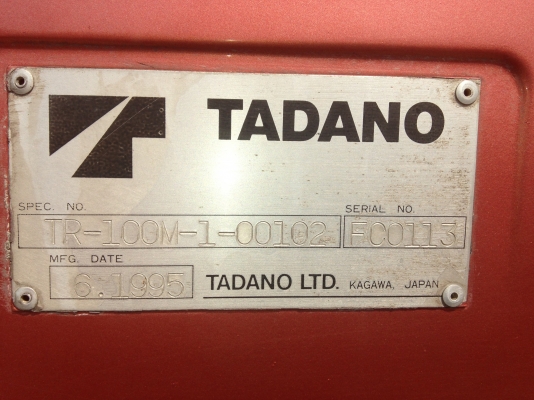 TADANO
SPEC. NO. SERIAL NO.
TR-100M-1-00102 FC0113
MFG. DATE
6.1995 TADANO LTD. KAGAWA, JAPAN